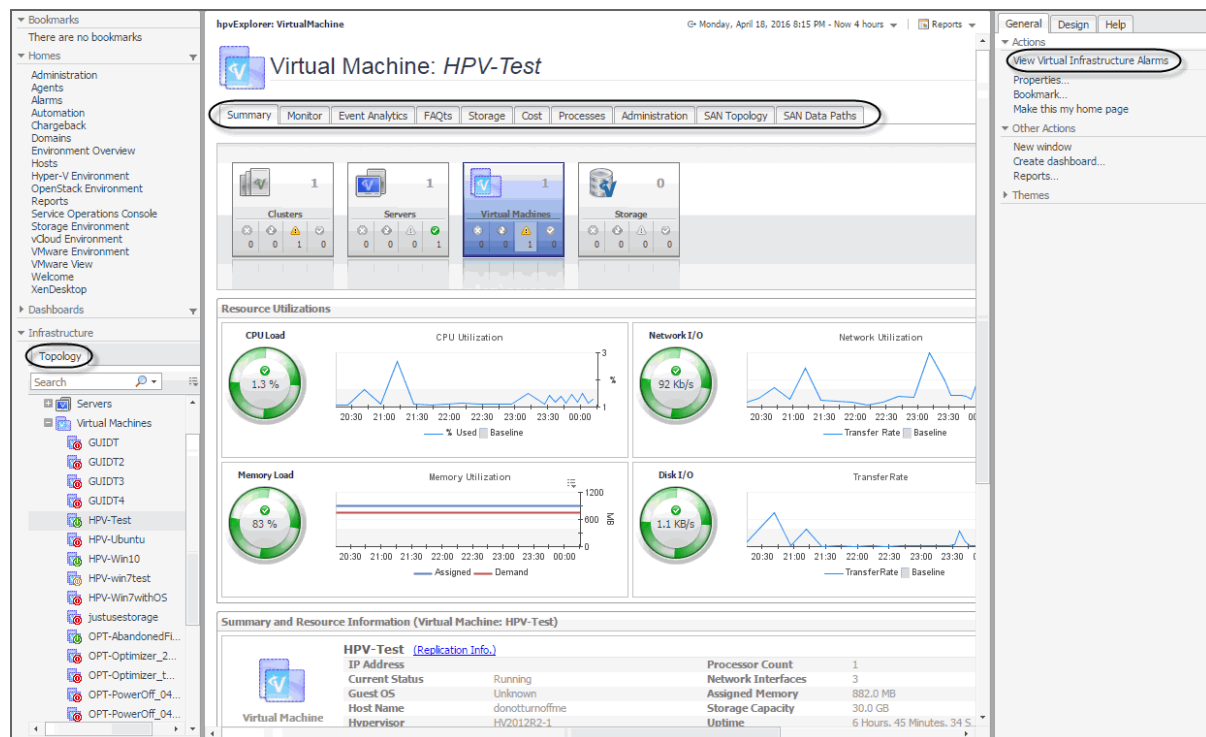 Bookmarks
There are no bookmarks
Homes
Administration
Agents
Alarms
Automation
Chargeback
Domains
Environment Overview
Hosts
Hyper-V Environment
OpenStack Environment
Reports
Service Operations Console
Storage Environment
vCloud Environment
VMware Environment
VMware View
Welcome
XenDesktop
Dashboards
Infrastructure
Topology
Search
Servers
Virtual Machines
GUIDT
GUIDT2
GUIDT3
GUIDT4
HPV-Test
HPV-Ubuntu
HPV-Win10
HPV-win7test
HPV-Win7withOS
justusestorage
OPT-AbandonedFi...
OPT-Optimizer_2...
OPT-Optimizer_t...
OPT-PowerOff_04...
OPT-PowerOff_04...
hpvExplorer: VirtualMachine
Monday, April 18, 2016 8:15 PM - Now 4 hours
Reports
Virtual Machine: HPV-Test
Summary Monitor Event Analytics FAQts Storage Cost Processes Administration SAN Topology SAN Data Paths
1 1 1 0
Clusters Servers Virtual Machines Storage
0 0 1 0 0 0 0 1 0 0 1 0 0 0 0 0
Resource Utilizations
CPU Load
1.3 %
CPU Utilization
3
%
1
20:30 21:00 21:30 22:00 22:30 23:00 23:30 00:00
% Used Baseline
Network I/O
92 Kb/s
Network Utilization
20:30 21:00 21:30 22:00 22:30 23:00 23:30 00
Transfer Rate Baseline
Memory Load
83 %
Memory Utilization
1200
600
MB
0
20:30 21:00 21:30 22:00 22:30 23:00 23:30 00:00
Assigned Demand
Disk I/O
1.1 KB/s
Transfer Rate
20:30 21:00 21:30 22:00 22:30 23:00 23:30 0
Transfer Rate Baseline
Summary and Resource Information (Virtual Machine: HPV-Test)
Virtual Machine
HPV-Test (Replication Info.)
IP Address Processor Count 1
Current Status Running Network Interfaces 3
Guest OS Unknown Assigned Memory 882.0 MB
Host Name donotturnoffme Storage Capacity 30.0 GB
Hypervisor HV2012R2-1 Uptime 6 Hours, 45 Minutes, 34 S
General Design Help
Actions
View Virtual Infrastructure Alarms
Properties...
Bookmark...
Make this my home page
Other Actions
New window
Create dashboard...
Reports...
Themes